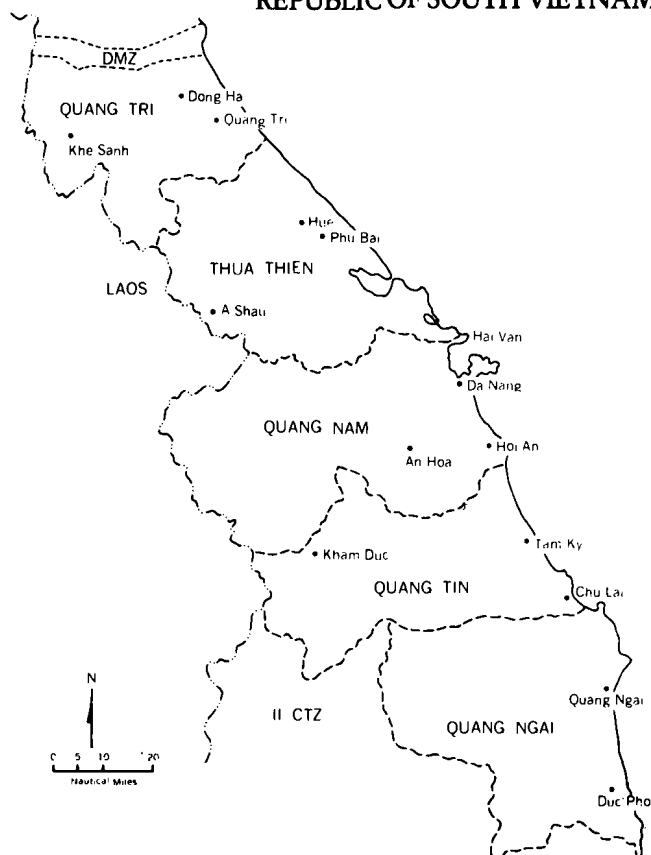 REPUBLIC OF SOUTH VIETNAM
DMZ
Dong Ha
QUANG TRI
Quang Tri
Khe Sanh
Hue
Phu Bai
THUA THIEN
LAOS
A Shau
Hai Van
Da Nang
QUANG NAM
Hoi An
An Hoa
Tam Ky
Kham Duc
QUANG TIN
Chu Lai
N
II CTZ
Quang Ngai
QUANG NGAI
0 5 10 20
Nautical Miles
Duc Pho